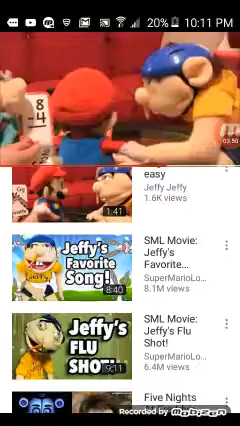 20% 10:11 PM
8
-4
03:50
easy
Jeffy Jeffy
1.6K views
1:41
SML Movie:
Jeffy's
Favorite...
SuperMarioLo...
8.1M views
Jeffy's
Favorite
Song!
8:40
SML Movie:
Jeffy's Flu
Shot!
SuperMarioLo...
6.4M views
Jeffy's
FLU
SHOT!
9:11
Five Nights
Recorded by
Mobizen